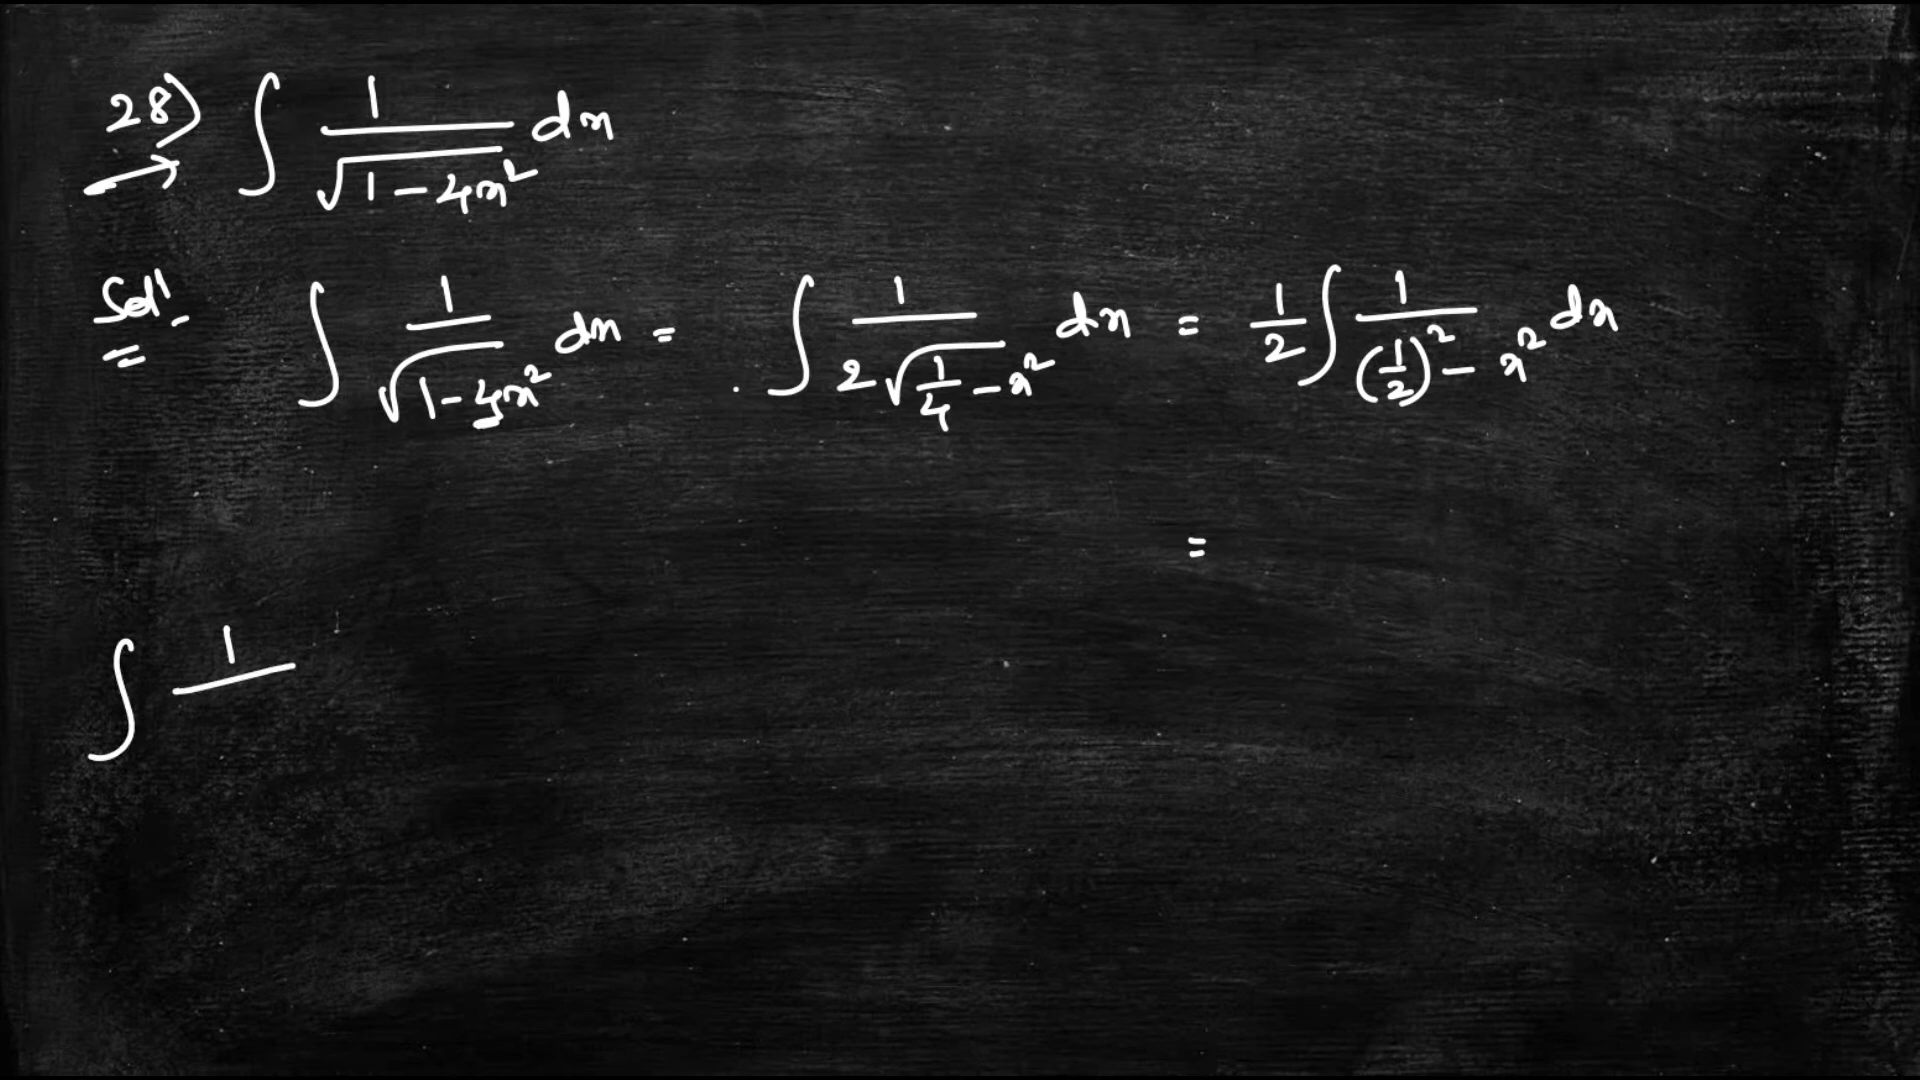 28) ∫ 1/√(1-4x²) dx
Sol! ∫ 1/√(1-4x²) dx = ∫ 1/(2√(1/4-x²)) dx = 1/2 ∫ 1/((1/2)²-x²) dx
=
∫ 1/